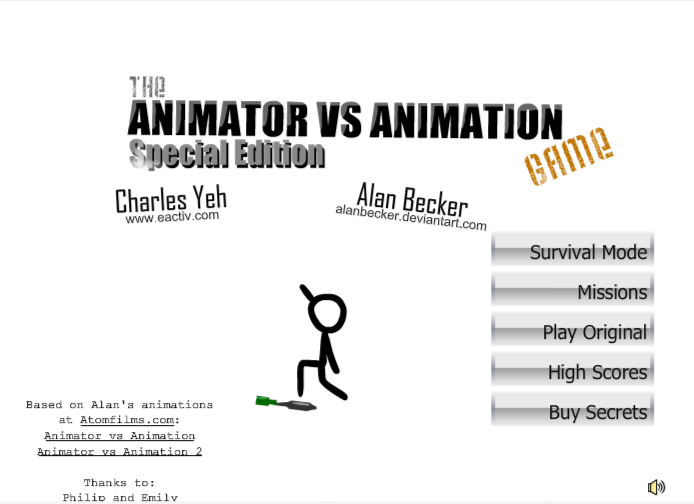 THE
ANIMATOR VS ANIMATION
Special Edition
GAME
Charles Yeh
www.eactiv.com
Alan Becker
alanbecker.deviantart.com
Survival Mode
Missions
Play Original
High Scores
Buy Secrets
Based on Alan's animations
at Atomfilms.com:
Animator vs Animation
Animator vs Animation 2
Thanks to:
Philip and Emily